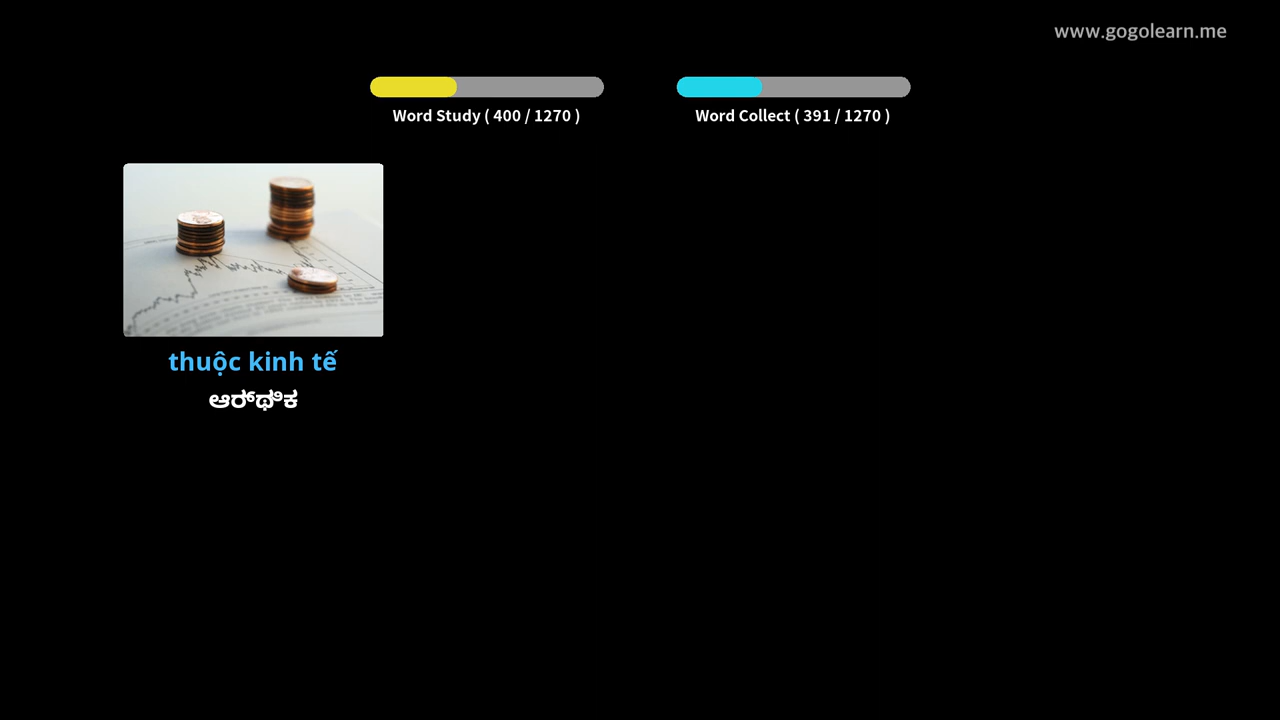 www.gogolearn.me
Word Study ( 400 / 1270 )
Word Collect ( 391 / 1270 )
thuộc kinh tế
ಆರ್ಥಿಕ